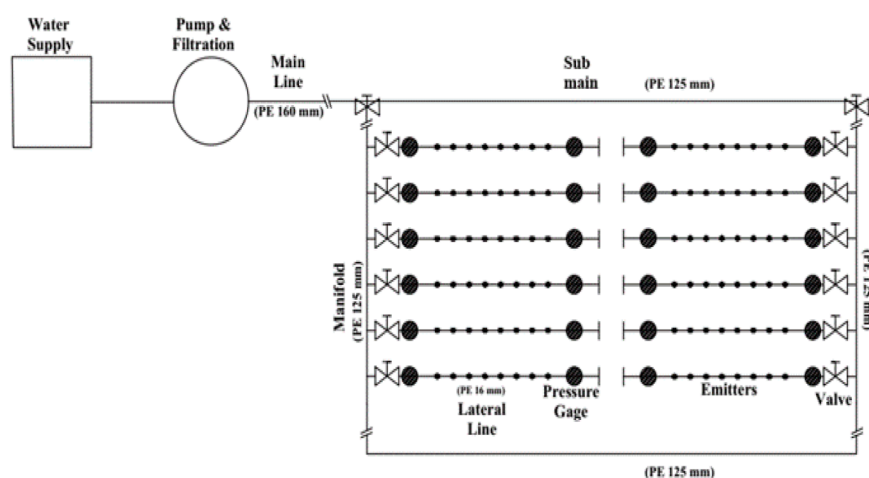 Water
Supply
Pump &
Filtration
Main
Line
(PE 160 mm)
Sub
main
(PE 125 mm)
Manifold
(PE 125 mm)
(PE 125 mm)
(PE 16 mm)
Lateral
Line
Pressure
Gage
Emitters
Valve
(PE 125 mm)